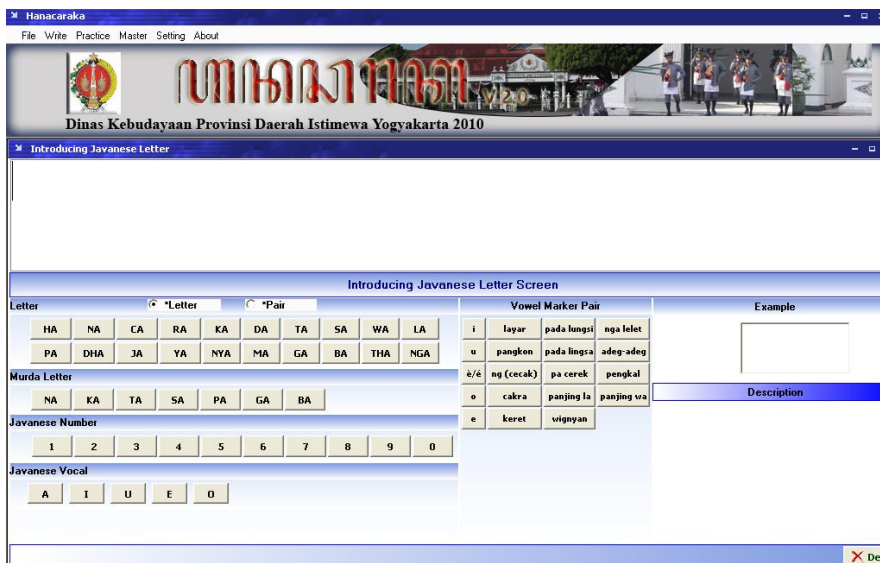 Hanacaraka
File Write Practice Master Setting About
ꦲꦤꦕꦫꦏ V2.0
Dinas Kebudayaan Provinsi Daerah Istimewa Yogyakarta 2010
Introducing Javanese Letter
Introducing Javanese Letter Screen
Letter *Letter *Pair
HA NA CA RA KA DA TA SA WA LA
PA DHA JA YA NYA MA GA BA THA NGA
Murda Letter
NA KA TA SA PA GA BA
Javanese Number
1 2 3 4 5 6 7 8 9 0
Javanese Vocal
A I U E O
Vowel Marker Pair
i layar pada lungsi nga lelet
u pangkon pada lingsa adeg-adeg
è/é ng (cecak) pa cerek pengkal
o cakra panjing la panjing wa
e keret wignyan
Example
Description